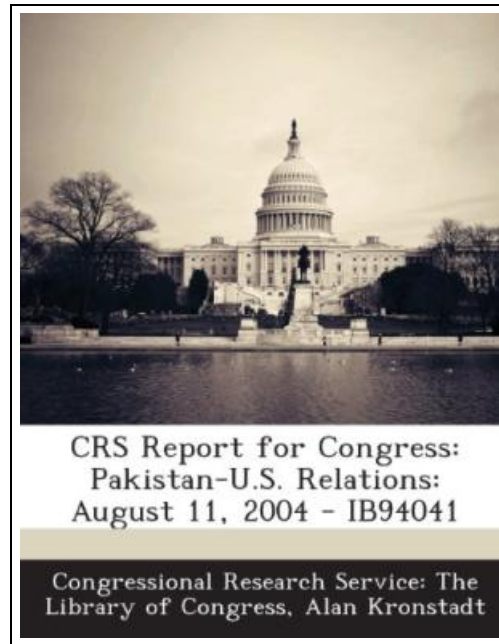 CRS Report for Congress:
Pakistan-U.S. Relations:
August 11, 2004 - IB94041
Congressional Research Service: The
Library of Congress, Alan Kronstadt